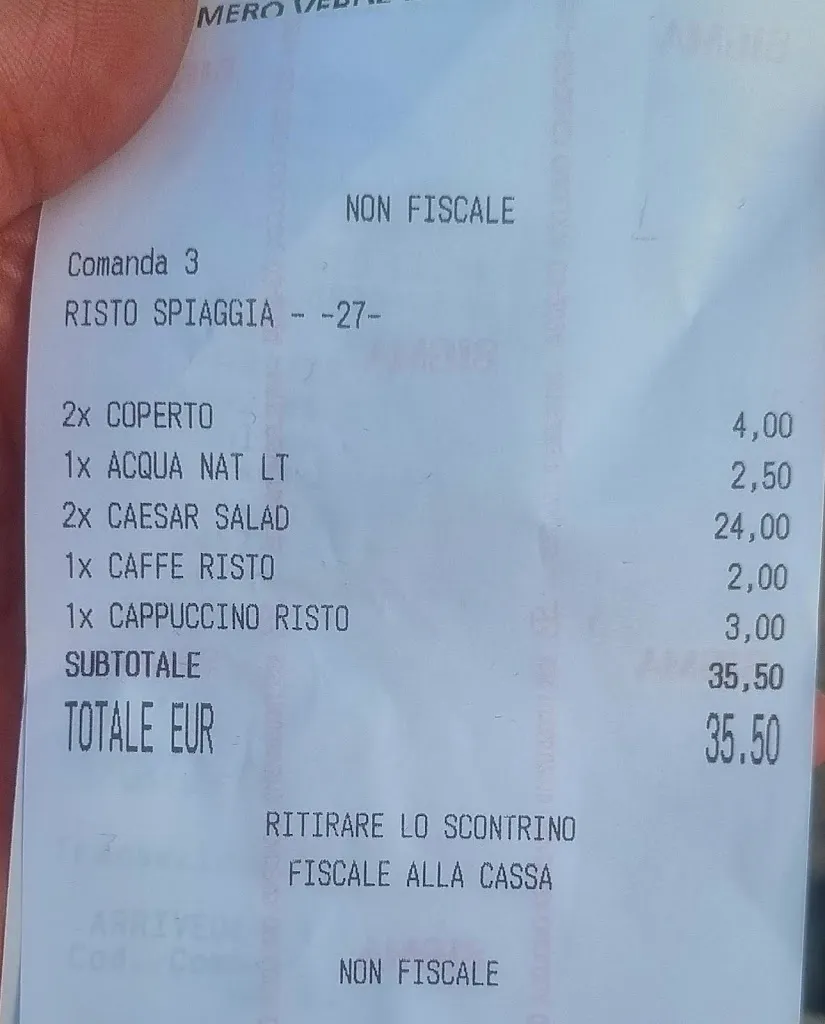 NON FISCALE
Comanda 3
RISTO SPIAGGIA - -27-
2x COPERTO 4,00
1x ACQUA NAT LT 2,50
2x CAESAR SALAD 24,00
1x CAFFE RISTO 2,00
1x CAPPUCCINO RISTO 3,00
SUBTOTALE 35,50
TOTALE EUR 35.50
RITIRARE LO SCONTRINO
FISCALE ALLA CASSA
NON FISCALE